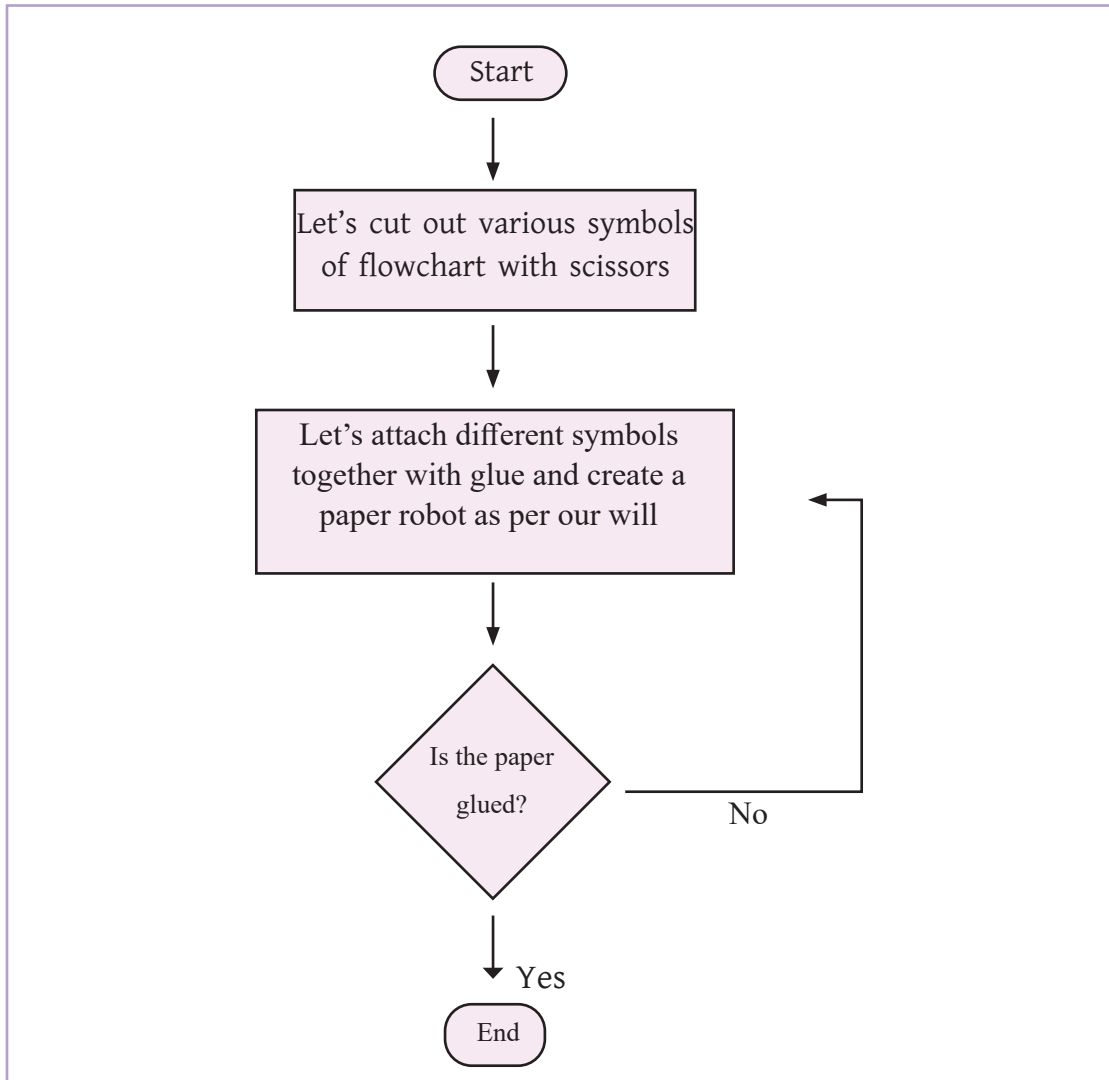 Start
Let’s cut out various symbols
of flowchart with scissors
Let’s attach different symbols
together with glue and create a
paper robot as per our will
Is the paper
glued?
No
Yes
End